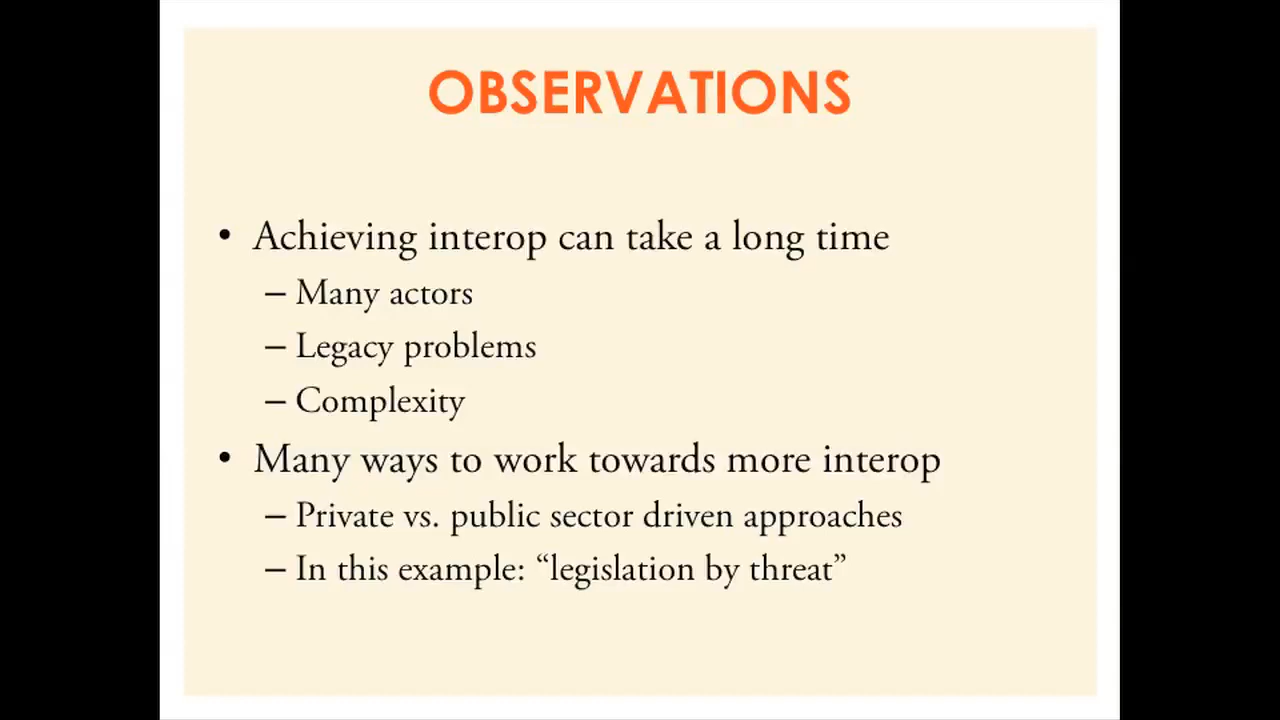 OBSERVATIONS
• Achieving interop can take a long time
– Many actors
– Legacy problems
– Complexity
• Many ways to work towards more interop
– Private vs. public sector driven approaches
– In this example: “legislation by threat”